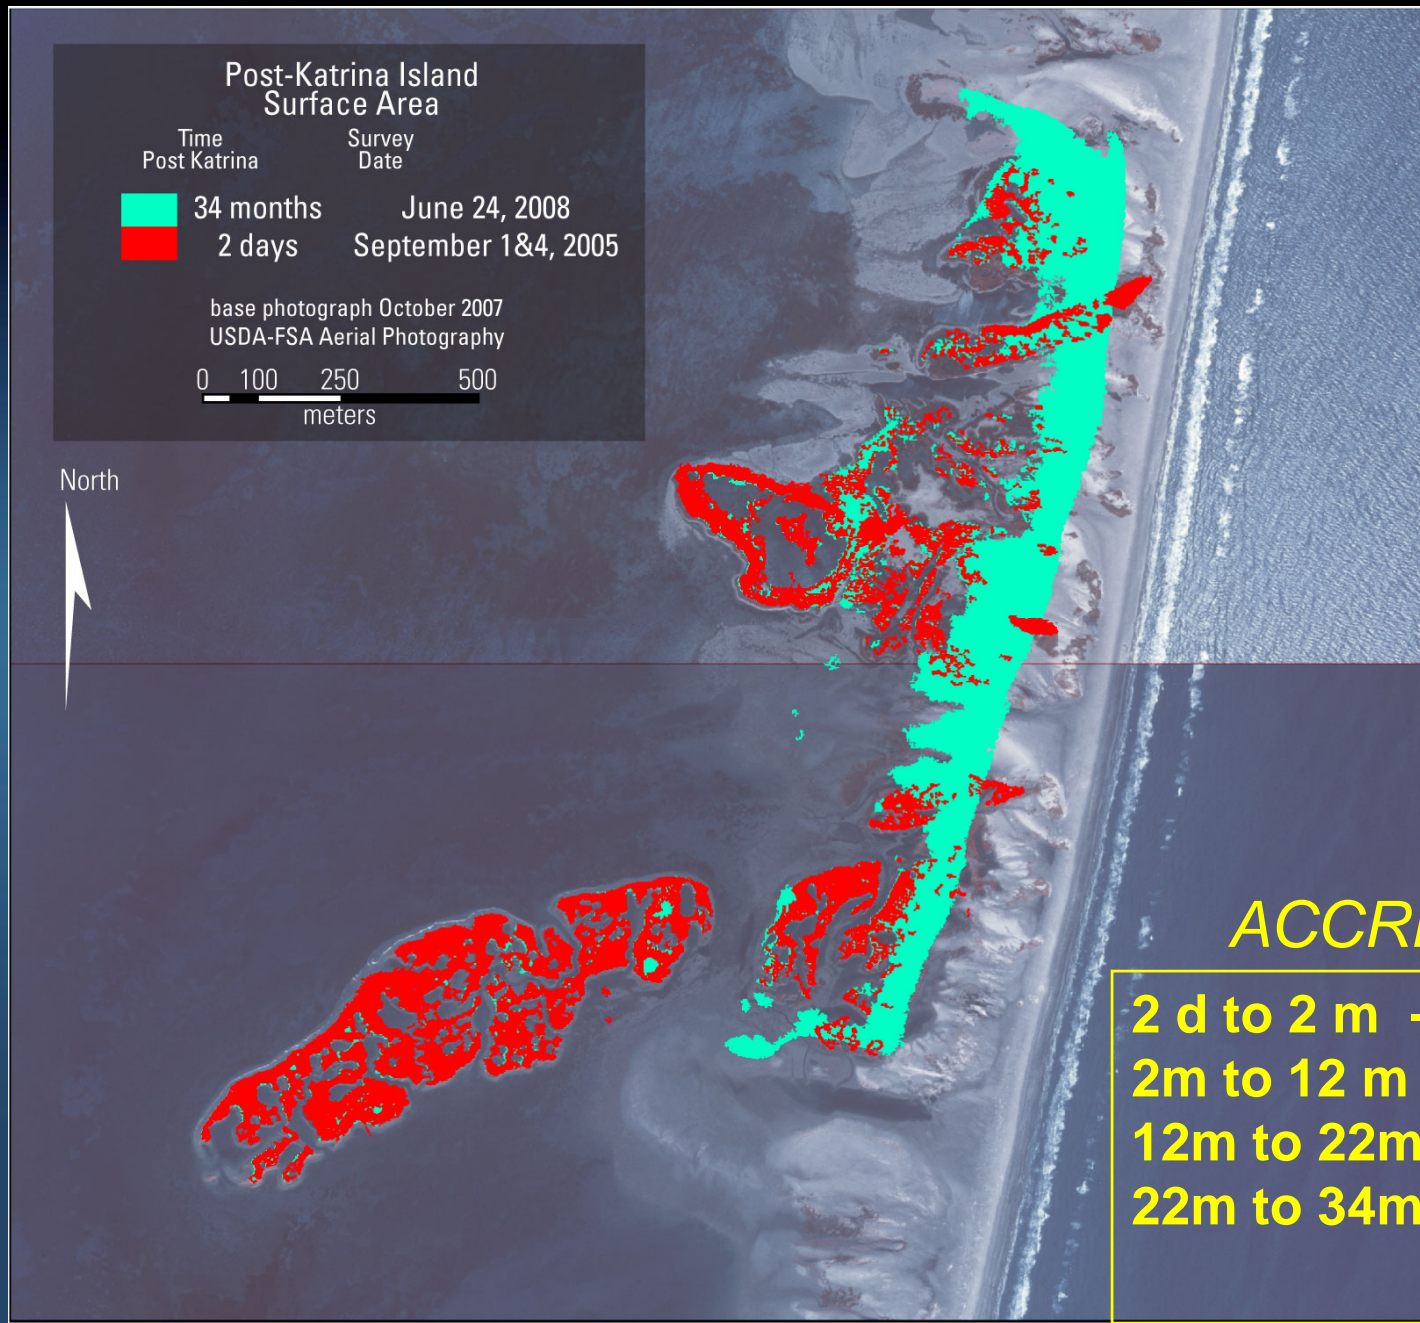 Post-Katrina Island
Surface Area
Time Survey
Post Katrina Date
34 months June 24, 2008
2 days September 1&4, 2005
base photograph October 2007
USDA-FSA Aerial Photography
0 100 250 500
meters
North
2 d to 2 m -
2m to 12 m
12m to 22m
22m to 34m